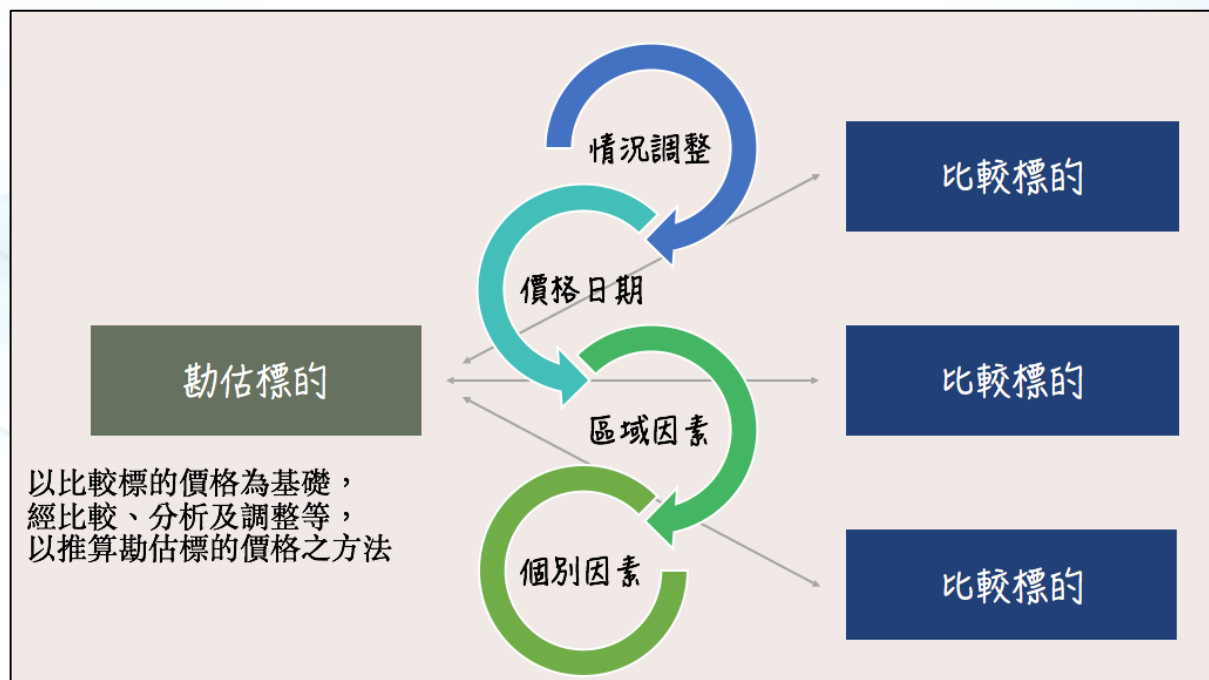 情況調整
比較標的
價格日期
勘估標的
比較標的
區域因素
以比較標的價格為基礎，
經比較、分析及調整等，
以推算勘估標的價格之方法
個別因素
比較標的